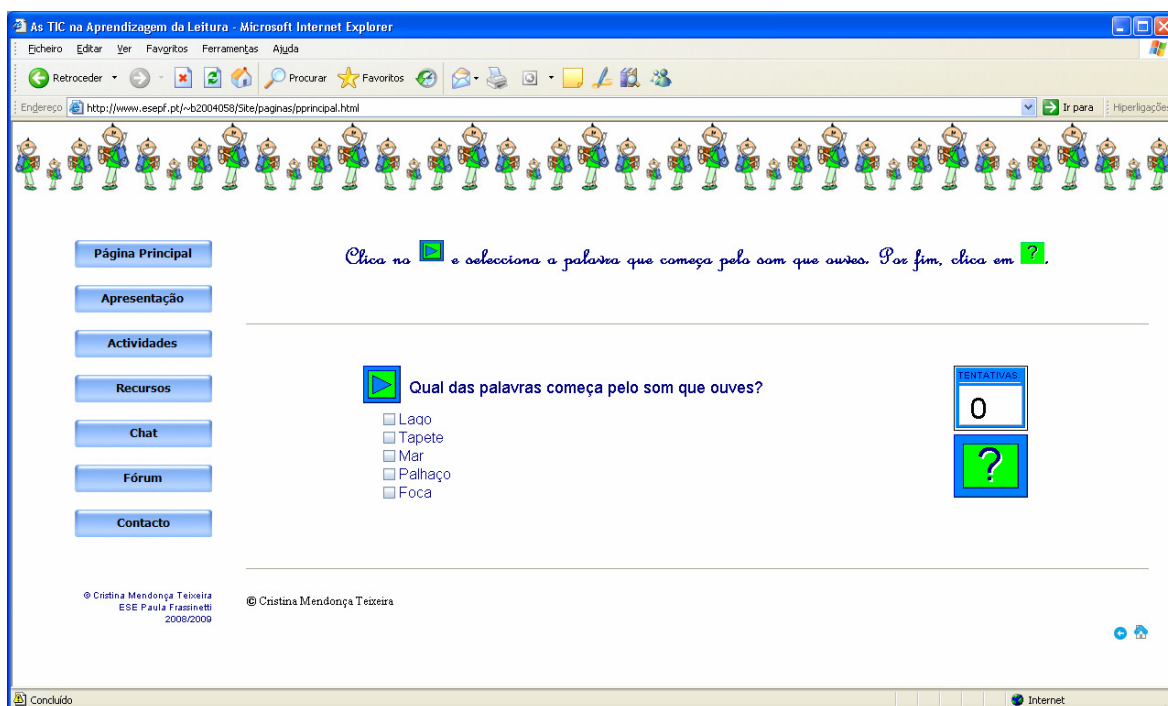 As TIC na Aprendizagem da Leitura - Microsoft Internet Explorer
Ficheiro Editar Ver Favoritos Ferramentas Ajuda
Retroceder Procurar Favoritos
Endereço http://www.esepf.pt/~b2004058/Site/paginas/pprincipal.html Ir para Hiperligações
Clica no e selecciona a palavra que começa pelo som que ouves. Por fim, clica em ?.
Página Principal
Apresentação
Actividades
Recursos
Chat
Fórum
Contacto
Qual das palavras começa pelo som que ouves?
Lago
Tapete
Mar
Palhaço
Foca
TENTATIVAS
0
?
© Cristina Mendonça Teixeira
ESE Paula Frassinetti
2008/2009
© Cristina Mendonça Teixeira
Concluído Internet